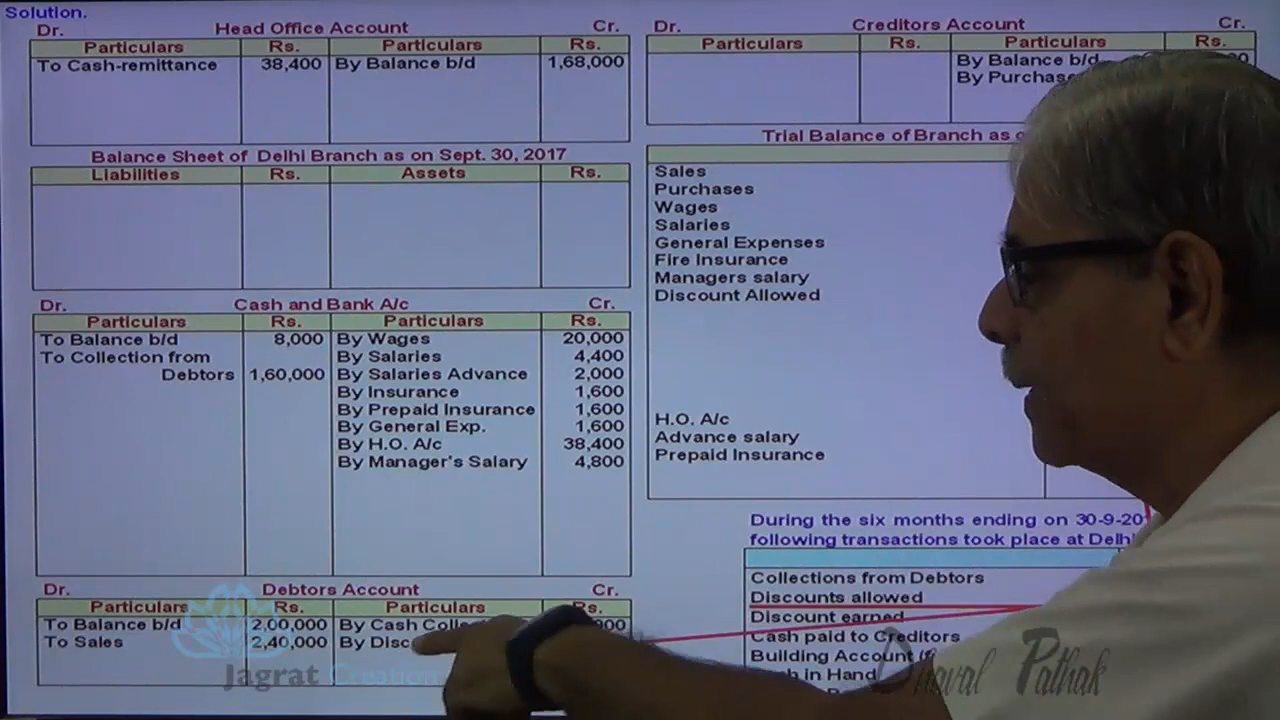 Solution.
Dr. Head Office Account Cr.
Particulars Rs. Particulars Rs.
To Cash-remittance 38,400 By Balance b/d 1,68,000
Balance Sheet of Delhi Branch as on Sept. 30, 2017
Liabilities Rs. Assets Rs.
Dr. Cash and Bank A/c Cr.
Particulars Rs. Particulars Rs.
To Balance b/d 8,000 By Wages 20,000
To Collection from By Salaries 4,400
Debtors 1,60,000 By Salaries Advance 2,000
By Insurance 1,600
By Prepaid Insurance 1,600
By General Exp. 1,600
By H.O. A/c 38,400
By Manager's Salary 4,800
Dr. Debtors Account Cr.
Particulars Rs. Particulars Rs.
To Balance b/d 2,00,000 By Cash
To Sales 2,40,000 By
Dr. Creditors Account Cr.
Particulars Rs. Particulars Rs.
By Balance b/d
By
Trial Balance of Branch as
Sales
Purchases
Wages
Salaries
General Expenses
Fire Insurance
Managers salary
Discount Allowed
H.O. A/c
Advance salary
Prepaid Insurance
During the six months ending on
following transactions took place at
Collections from Debtors
Discounts allowed
Discount earned
Cash paid to Creditors
Building Account
in Hand
Jagrat Creation
Dhaval Pathak